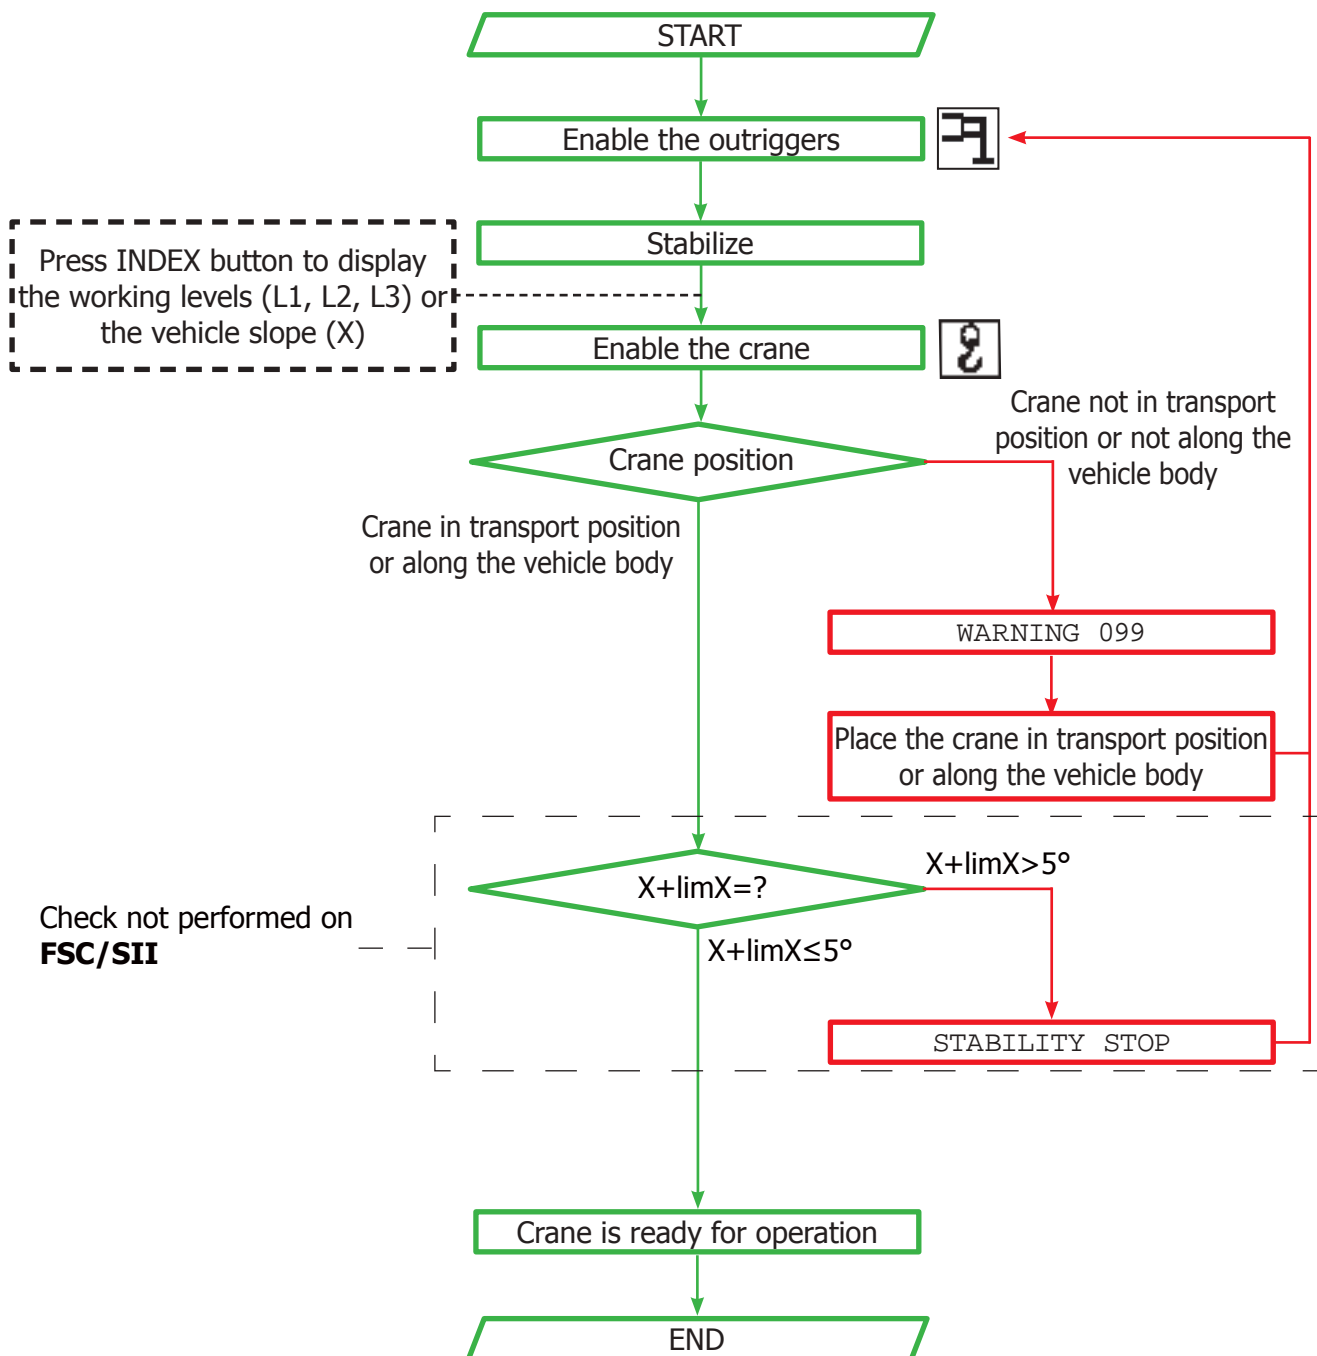 START
Enable the outriggers
Stabilize
Press INDEX button to display
the working levels (L1, L2, L3) or
the vehicle slope (X)
Enable the crane
Crane not in transport
position or not along the
vehicle body
Crane position
Crane in transport position
or along the vehicle body
WARNING 099
Place the crane in transport position
or along the vehicle body
X+limX=?
X+limX>5°
Check not performed on
FSC/SII
X+limX≤5°
STABILITY STOP
Crane is ready for operation
END